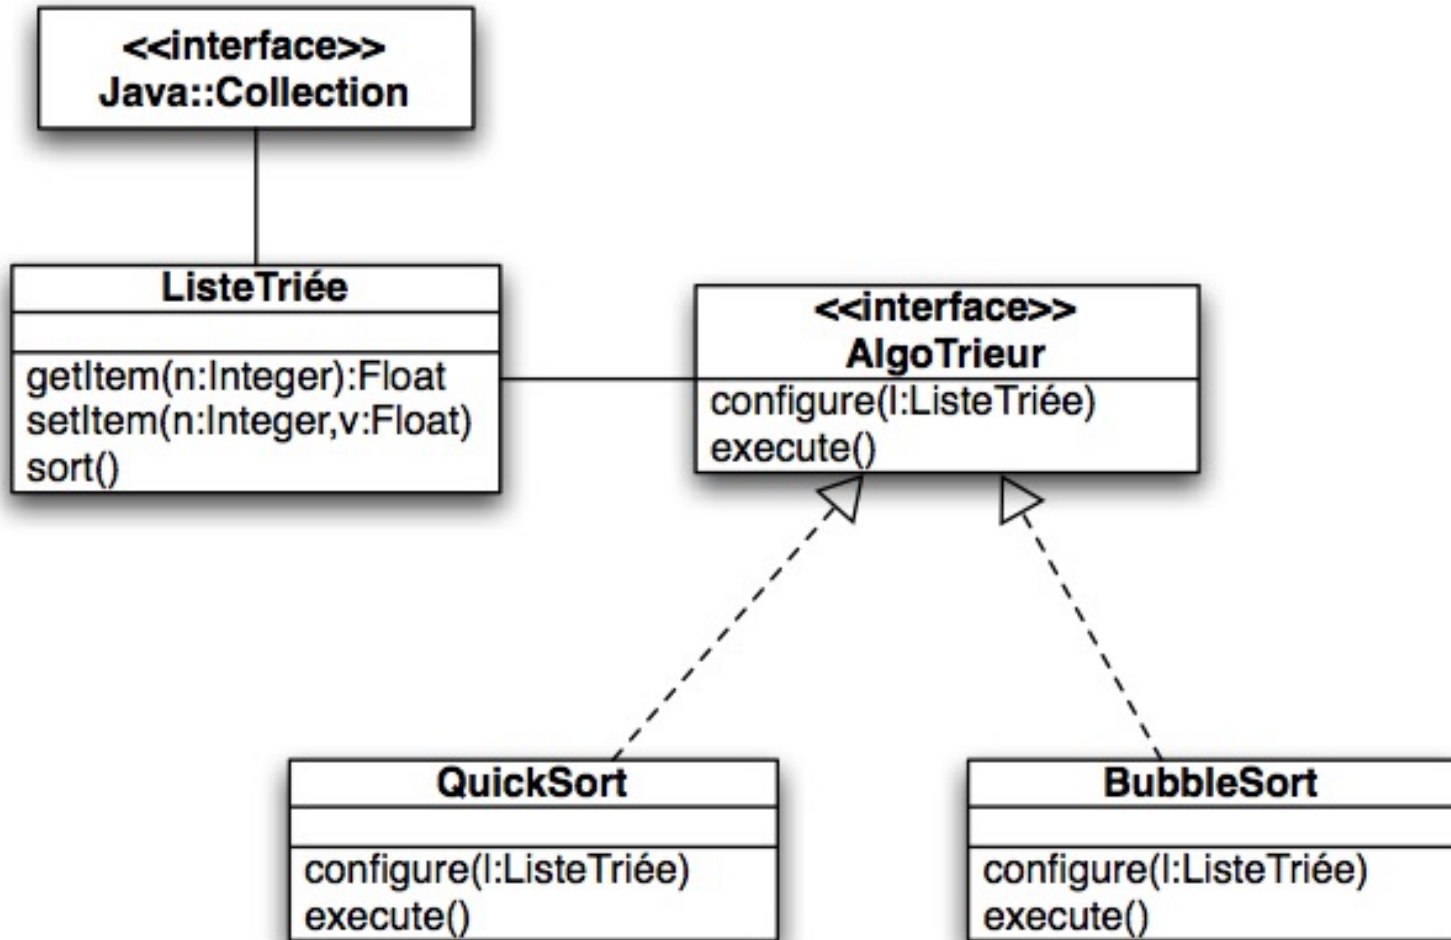 <<interface>>
Java::Collection
ListeTriée
getItem(n:Integer):Float
setItem(n:Integer,v:Float)
sort()
<<interface>>
AlgoTrieur
configure(l:ListeTriée)
execute()
QuickSort
configure(l:ListeTriée)
execute()
BubbleSort
configure(l:ListeTriée)
execute()